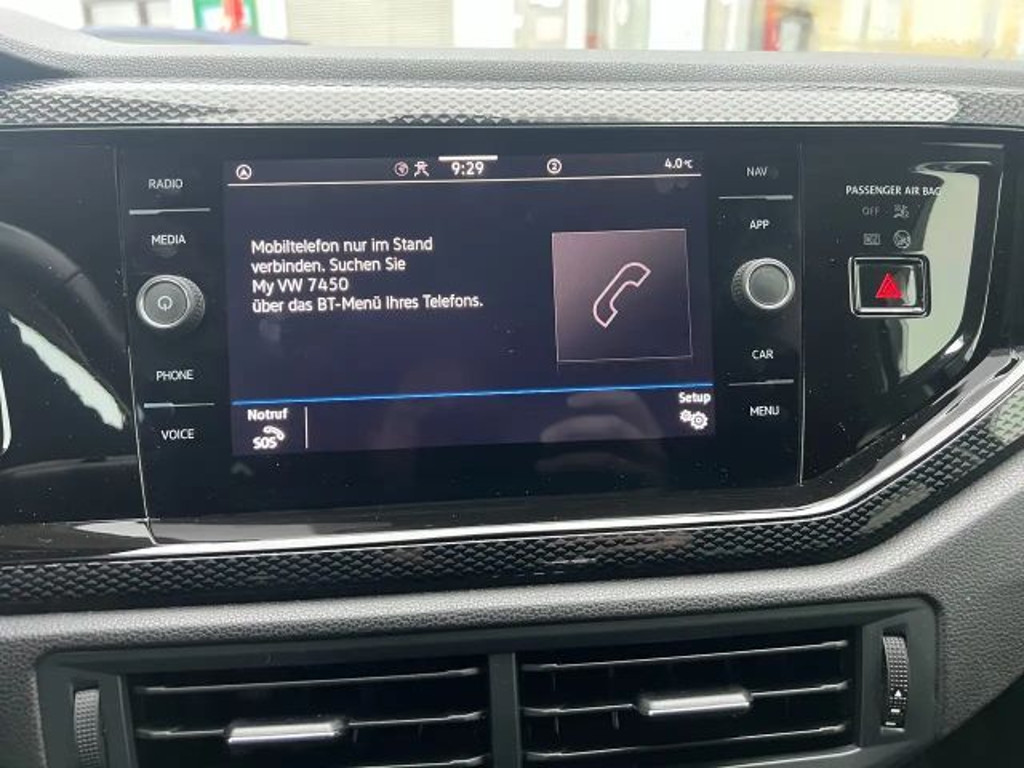 9:29
2
4.0°C
RADIO
MEDIA
PHONE
VOICE
Mobiltelefon nur im Stand
verbinden. Suchen Sie
My VW 7450
über das BT-Menü Ihres Telefons.
Notruf
SOS
Setup
NAV
APP
CAR
MENU
PASSENGER AIR BAG
OFF